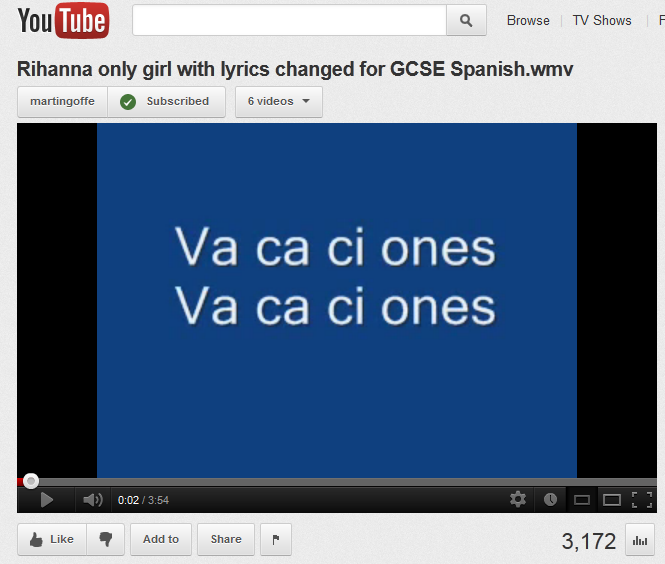 YouTube
Browse TV Shows F
Rihanna only girl with lyrics changed for GCSE Spanish.wmv
martingoffe Subscribed 6 videos
Va ca ci ones
Va ca ci ones
0:02 / 3:54
Like Add to Share 3,172